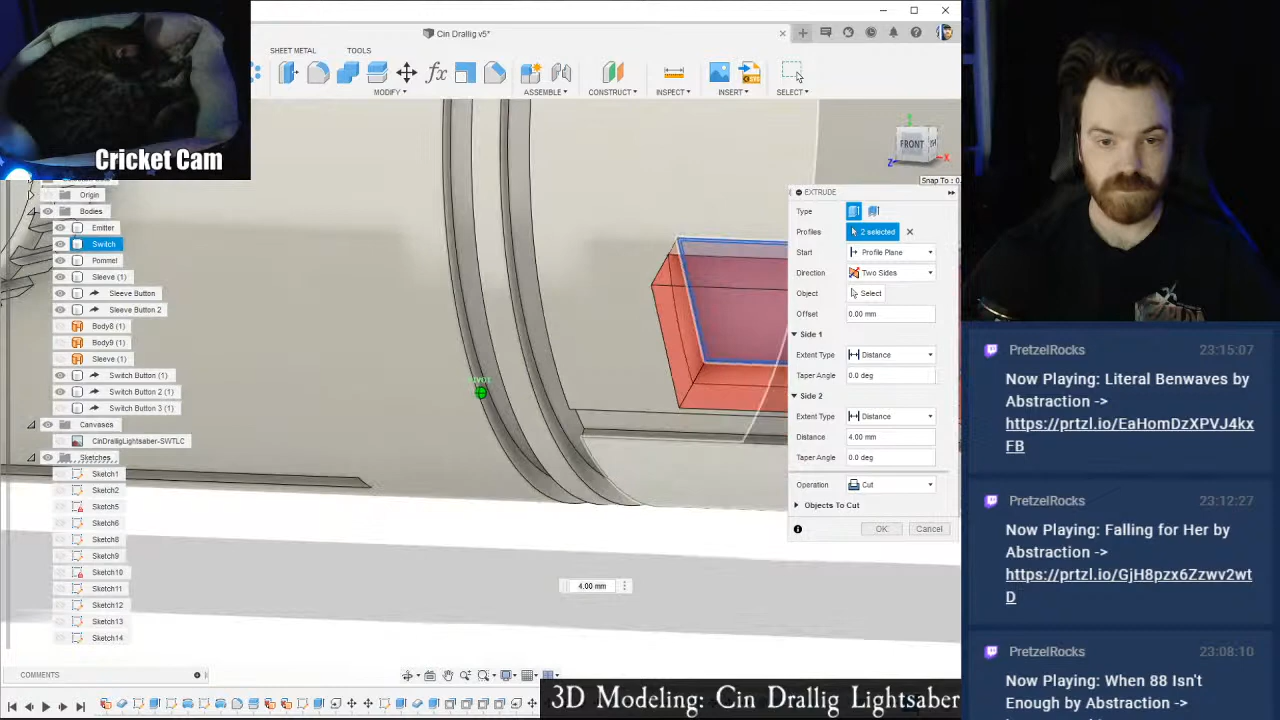 Cin Drallig v5*
SHEET METAL
TOOLS
MODIFY
ASSEMBLE
CONSTRUCT
INSPECT
INSERT
SELECT
Cricket Cam
FRONT
Z
X
Snap To : 0.
Origin
Bodies
Emitter
Switch
Pommel
Sleeve (1)
Sleeve Button
Sleeve Button 2
Body8 (1)
Body9 (1)
Sleeve (1)
Switch Button (1)
Switch Button 2 (1)
Switch Button 3 (1)
Canvases
CinDralligLightsaber-SWTLC
Sketches
Sketch1
Sketch2
Sketch5
Sketch6
Sketch8
Sketch9
Sketch10
Sketch11
Sketch12
Sketch13
Sketch14
COMMENTS
4.00 mm
EXTRUDE
Type
Profiles 2 selected
Start Profile Plane
Direction Two Sides
Object Select
Offset 0.00 mm
Side 1
Extent Type Distance
Taper Angle 0.0 deg
Side 2
Extent Type Distance
Distance 4.00 mm
Taper Angle 0.0 deg
Operation Cut
Objects To Cut
OK Cancel
PretzelRocks 23:15:07
Now Playing: Literal Benwaves by
Abstraction ->
https://prtzl.io/EaHomDzXPVJ4kx
FB
PretzelRocks 23:12:27
Now Playing: Falling for Her by
Abstraction ->
https://prtzl.io/GjH8pzx6Zzwv2wt
D
PretzelRocks 23:08:10
Now Playing: When 88 Isn't
Enough by Abstraction ->
3D Modeling: Cin Drallig Lightsaber